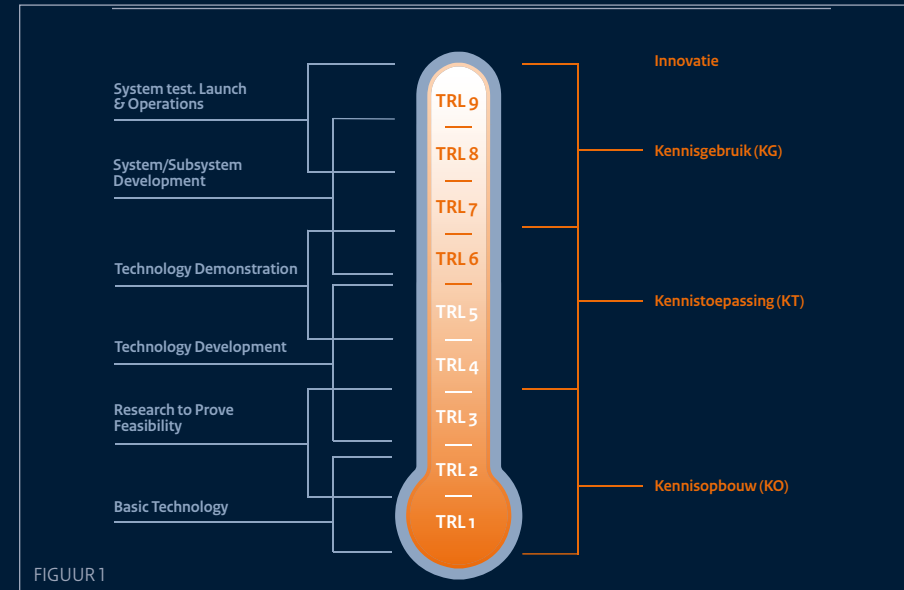 System test. Launch
& Operations
System/Subsystem
Development
Technology Demonstration
Technology Development
Research to Prove
Feasibility
Basic Technology
TRL 9
TRL 8
TRL 7
TRL 6
TRL 5
TRL 4
TRL 3
TRL 2
TRL 1
Innovatie
Kennisgebruik (KG)
Kennistoepassing (KT)
Kennisopbouw (KO)
FIGUUR 1